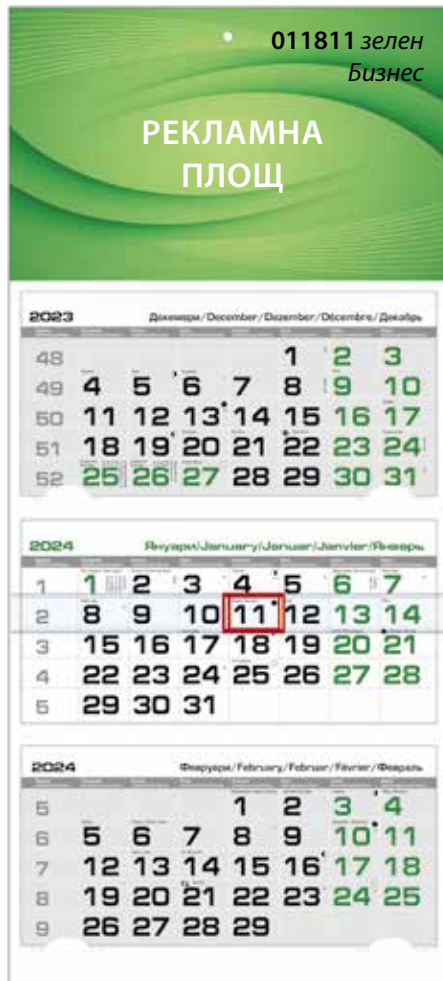 011811 зелен
Бизнес
РЕКЛАМНА
ПЛОЩ
2023 Декември/December/Dezember/Décembre/Декабрь
48 1 2 3
49 4 5 6 7 8 9 10
50 11 12 13 14 15 16 17
51 18 19 20 21 22 23 24
52 25 26 27 28 29 30 31
2024 Януари/January/Januar/Janvier/Январь
1 1 2 3 4 5 6 7
2 8 9 10 11 12 13 14
3 15 16 17 18 19 20 21
4 22 23 24 25 26 27 28
5 29 30 31
2024 Февруари/February/Februar/Février/Февраль
5 1 2 3 4
6 5 6 7 8 9 10 11
7 12 13 14 15 16 17 18
8 19 20 21 22 23 24 25
9 26 27 28 29